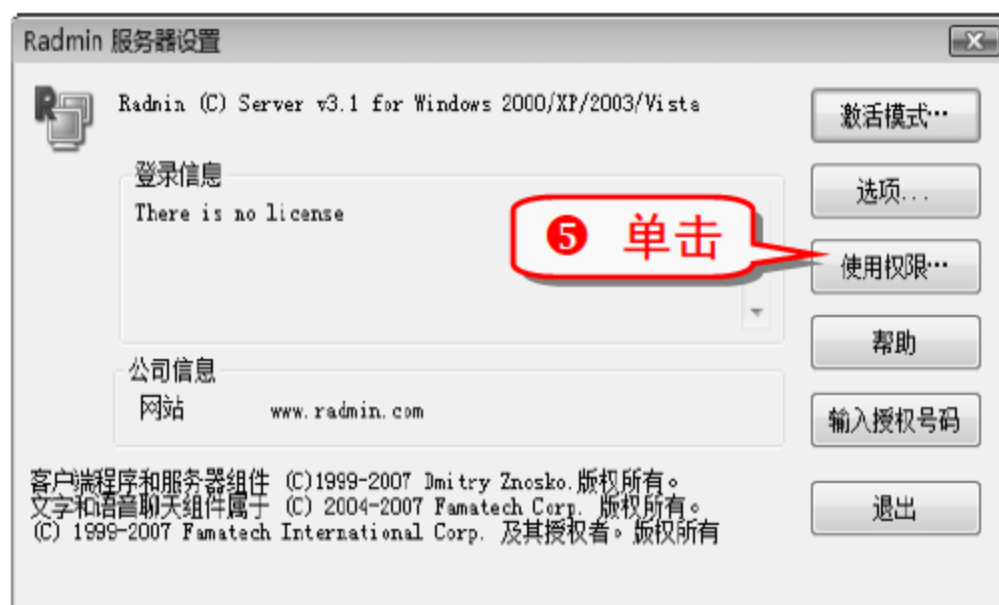 Radmin 服务器设置
Radmin (C) Server v3.1 for Windows 2000/XP/2003/Vista
登录信息
There is no license
❺ 单击
公司信息
网站 www.radmin.com
客户端程序和服务器组件 (C)1999-2007 Dmitry Znosko.版权所有。
文字和语音聊天组件属于 (C) 2004-2007 Famatech Corp. 版权所有。
(C) 1999-2007 Famatech International Corp. 及其授权者。版权所有
激活模式…
选项...
使用权限…
帮助
输入授权号码
退出